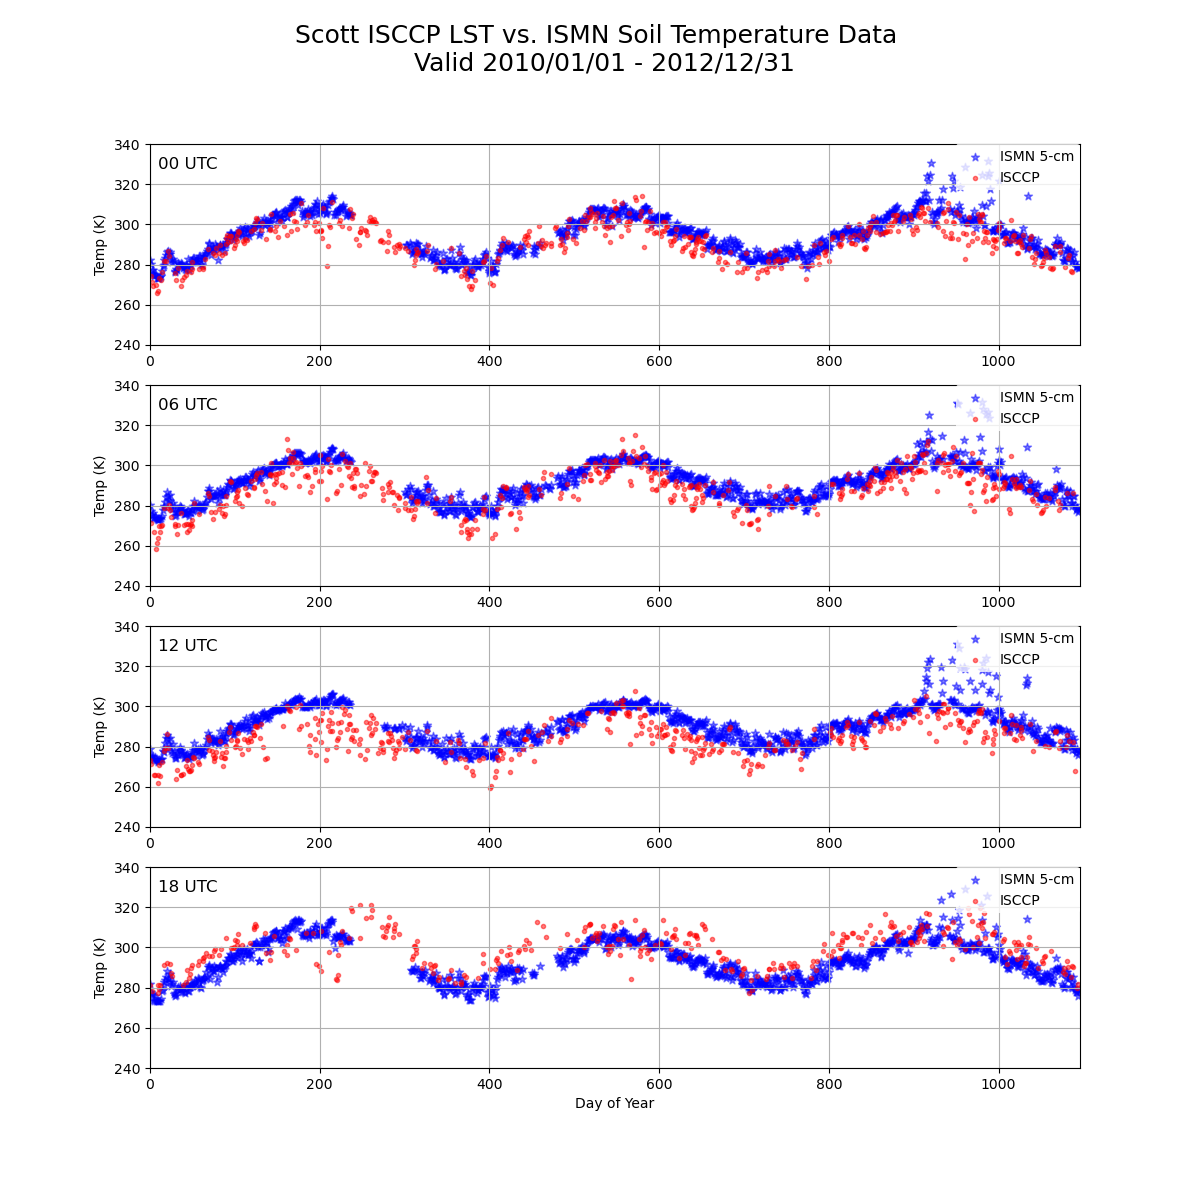 Scott ISCCP LST vs. ISMN Soil Temperature Data
Valid 2010/01/01 - 2012/12/31
340
320
300
280
260
240
Temp (K)
00 UTC
ISMN 5-cm
ISCCP
0 200 400 600 800 1000
340
320
300
280
260
240
Temp (K)
06 UTC
ISMN 5-cm
ISCCP
0 200 400 600 800 1000
340
320
300
280
260
240
Temp (K)
12 UTC
ISMN 5-cm
ISCCP
0 200 400 600 800 1000
340
320
300
280
260
240
Temp (K)
18 UTC
ISMN 5-cm
ISCCP
0 200 400 600 800 1000
Day of Year